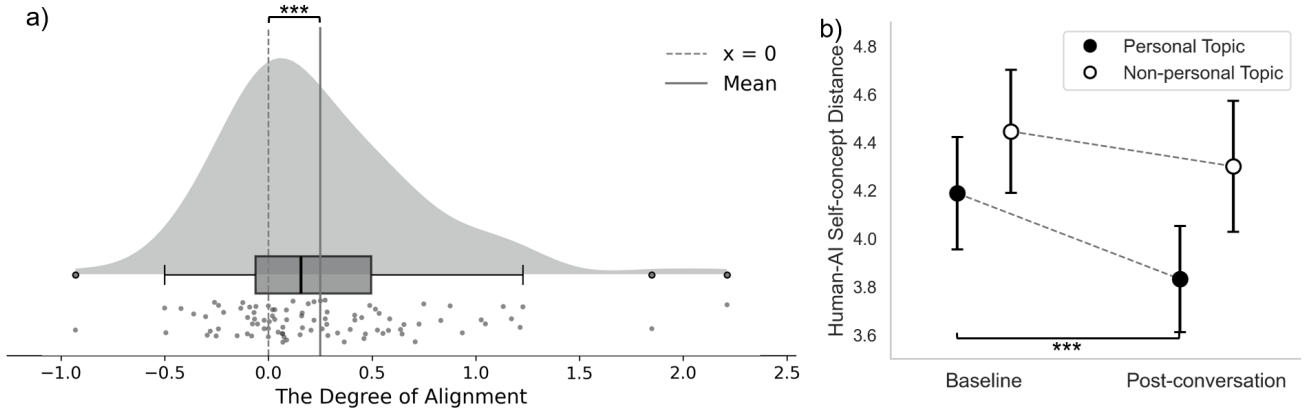 a)
***
x = 0
Mean
−1.0 −0.5 0.0 0.5 1.0 1.5 2.0 2.5
The Degree of Alignment
b)
Human-AI Self-concept Distance
4.8
4.6
4.4
4.2
4.0
3.8
3.6
Personal Topic
Non-personal Topic
***
Baseline Post-conversation